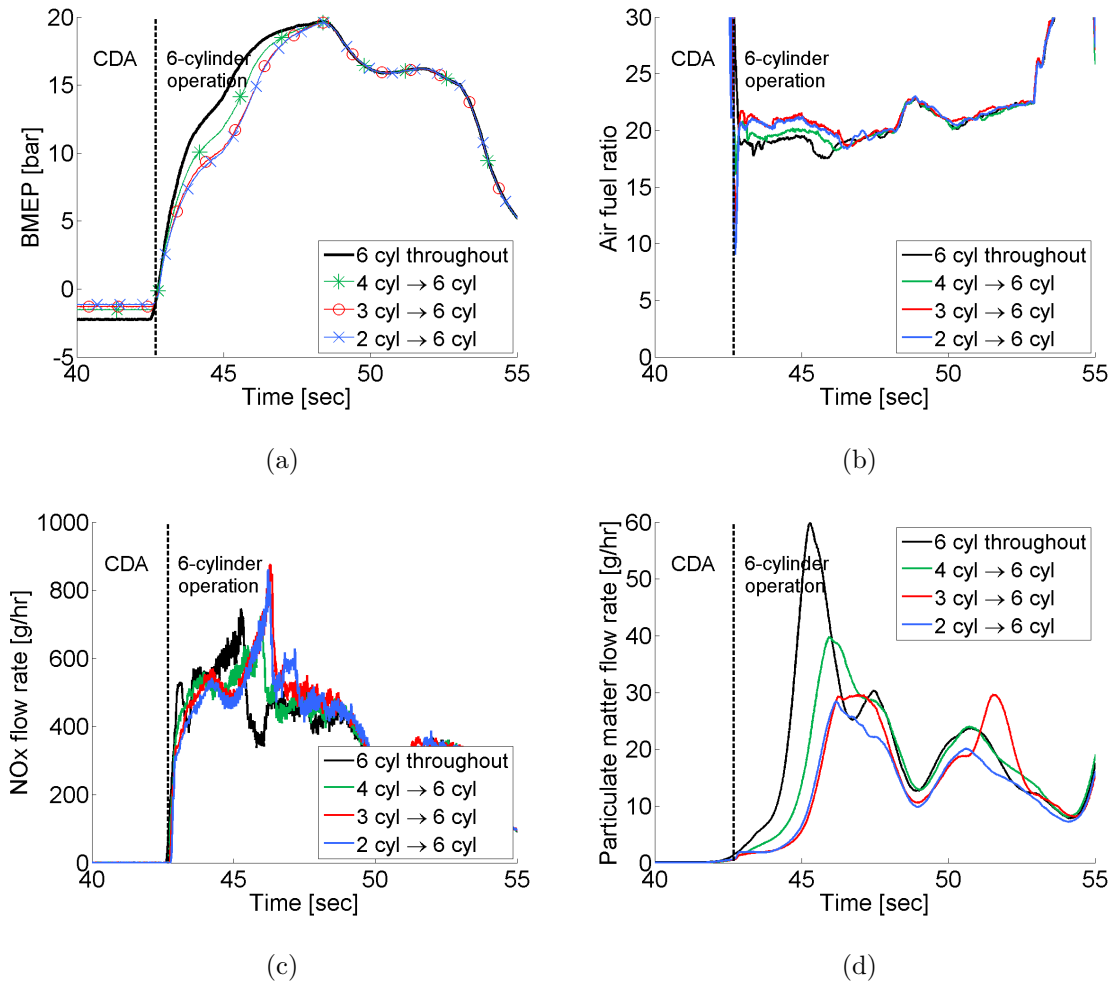 20
15
10
5
0
-5
BMEP [bar]
CDA
6-cylinder
operation
6 cyl throughout
4 cyl → 6 cyl
3 cyl → 6 cyl
2 cyl → 6 cyl
40 45 50 55
Time [sec]
(a)
30
25
20
15
10
5
0
Air fuel ratio
CDA
6-cylinder
operation
6 cyl throughout
4 cyl → 6 cyl
3 cyl → 6 cyl
2 cyl → 6 cyl
40 45 50 55
Time [sec]
(b)
1000
800
600
400
200
0
NOx flow rate [g/hr]
CDA
6-cylinder
operation
6 cyl throughout
4 cyl → 6 cyl
3 cyl → 6 cyl
2 cyl → 6 cyl
40 45 50 55
Time [sec]
(c)
60
50
40
30
20
10
0
Particulate matter flow rate [g/hr]
CDA
6-cylinder
operation
6 cyl throughout
4 cyl → 6 cyl
3 cyl → 6 cyl
2 cyl → 6 cyl
40 45 50 55
Time [sec]
(d)